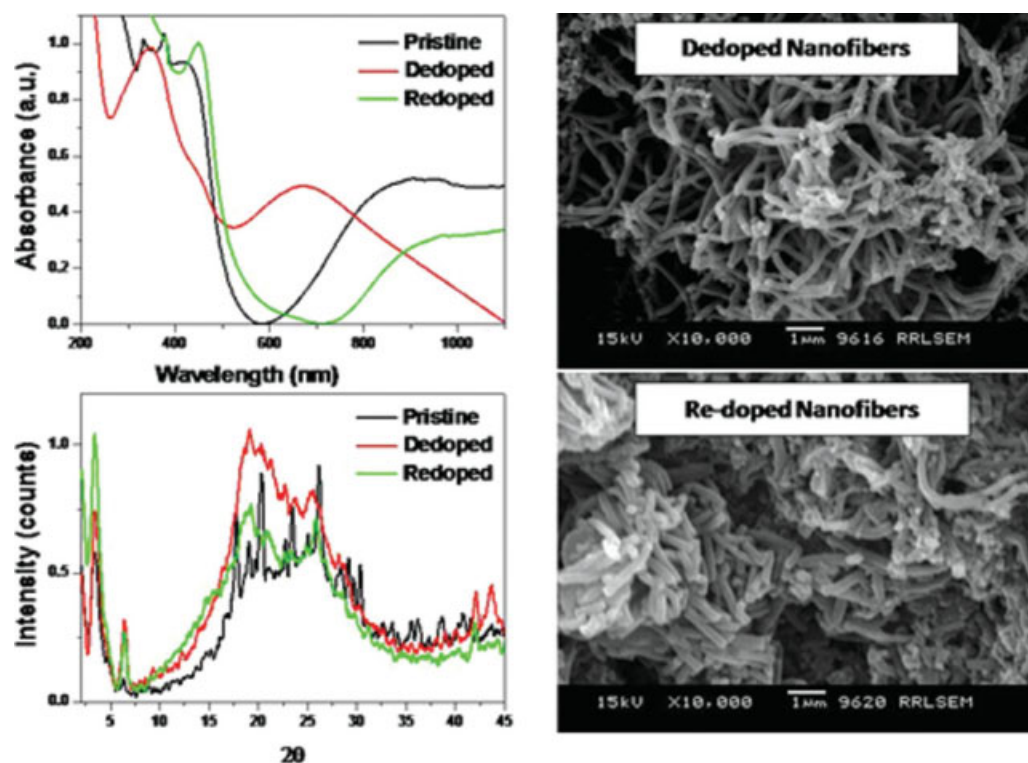 1.0
0.8
0.6
0.4
0.2
0.0
Absorbance (a.u.)
Pristine
Dedoped
Redoped
200 400 600 800 1000
Wavelength (nm)
1.0
0.5
0.0
Intensity (counts)
Pristine
Dedoped
Redoped
5 10 15 20 25 30 35 40 45
2θ
Dedoped Nanofibers
15kV X10,000 1μm 9616 RRLSEM
Re-doped Nanofibers
15kV X10,000 1μm 9620 RRLSEM